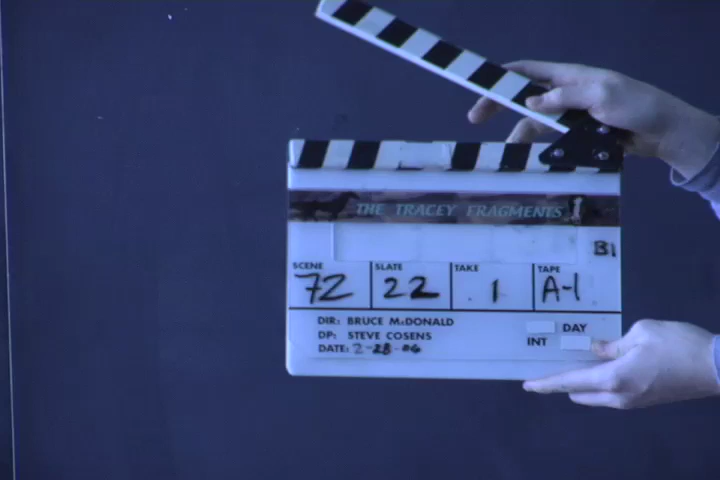 THE TRACEY FRAGMENTS
B1
SCENE SLATE TAKE TAPE
72 22 1 A-1
DIR: BRUCE McDONALD
DP: STEVE COSENS
DATE: 2-28-06
DAY
INT